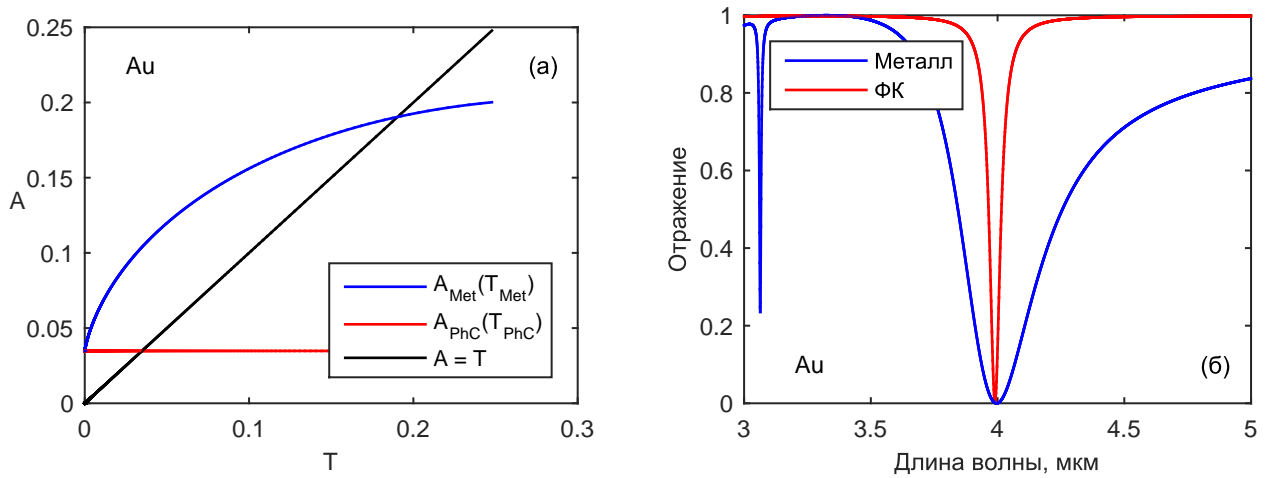 0.25
0.2
0.15
0.1
0.05
0
A
0
0.1
0.2
0.3
T
Au
(а)
A_Met(T_Met)
A_PhC(T_PhC)
A = T
1
0.8
0.6
0.4
0.2
0
Отражение
3
3.5
4
4.5
5
Длина волны, мкм
Металл
ФК
Au
(б)